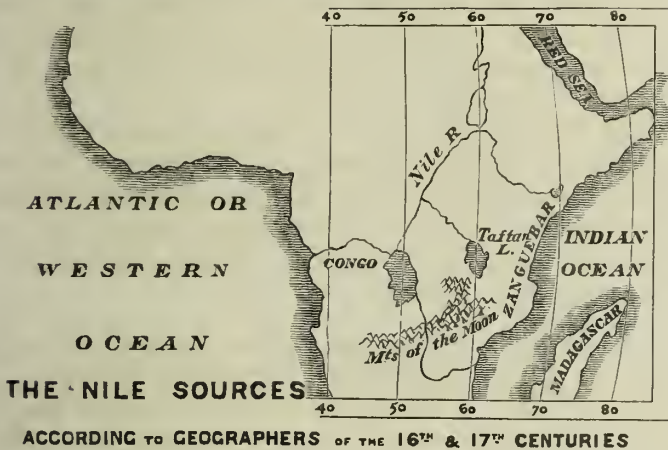 40 50 60 70 80
RED SEA
Nile R
ATLANTIC OR
WESTERN
OCEAN
CONGO
Taftan
L.
ZANGUEBAR
INDIAN
OCEAN
Mts of the Moon
MADAGASCAR
40 50 60 70 80
THE NILE SOURCES
ACCORDING TO GEOGRAPHERS OF THE 16TH & 17TH CENTURIES